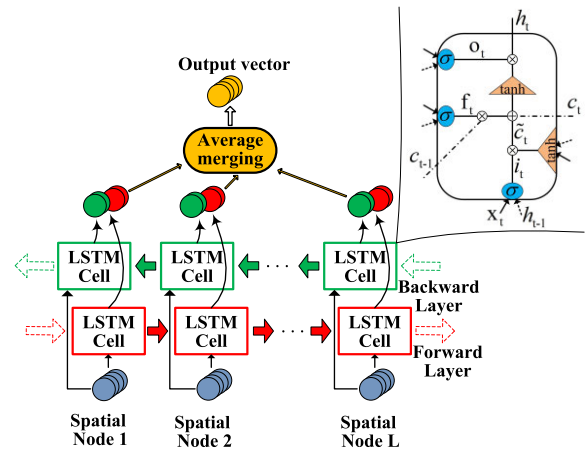 Output vector
Average
merging
LSTM
Cell
LSTM
Cell
. . .
LSTM
Cell
Backward
Layer
LSTM
Cell
LSTM
Cell
. . .
LSTM
Cell
Forward
Layer
Spatial
Node 1
Spatial
Node 2
Spatial
Node L
h_t
σ
o_t
tanh
σ
f_t
c_t
c̃_t
tanh
c_{t-1}
i_t
σ
x_t
h_{t-1}